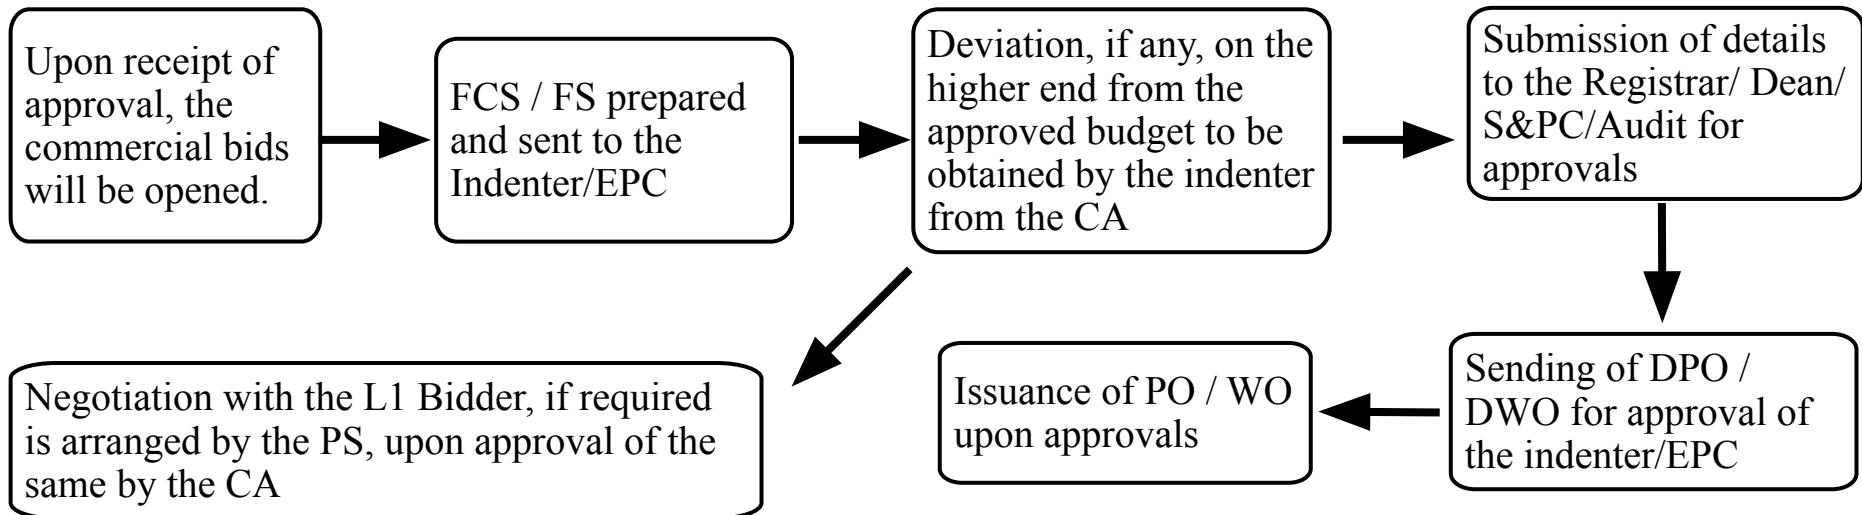 Upon receipt of
approval, the
commercial bids
will be opened.
FCS / FS prepared
and sent to the
Indenter/EPC
Deviation, if any, on the
higher end from the
approved budget to be
obtained by the indenter
from the CA
Submission of details
to the Registrar/ Dean/
S&PC/Audit for
approvals
Negotiation with the L1 Bidder, if required
is arranged by the PS, upon approval of the
same by the CA
Issuance of PO / WO
upon approvals
Sending of DPO /
DWO for approval of
the indenter/EPC